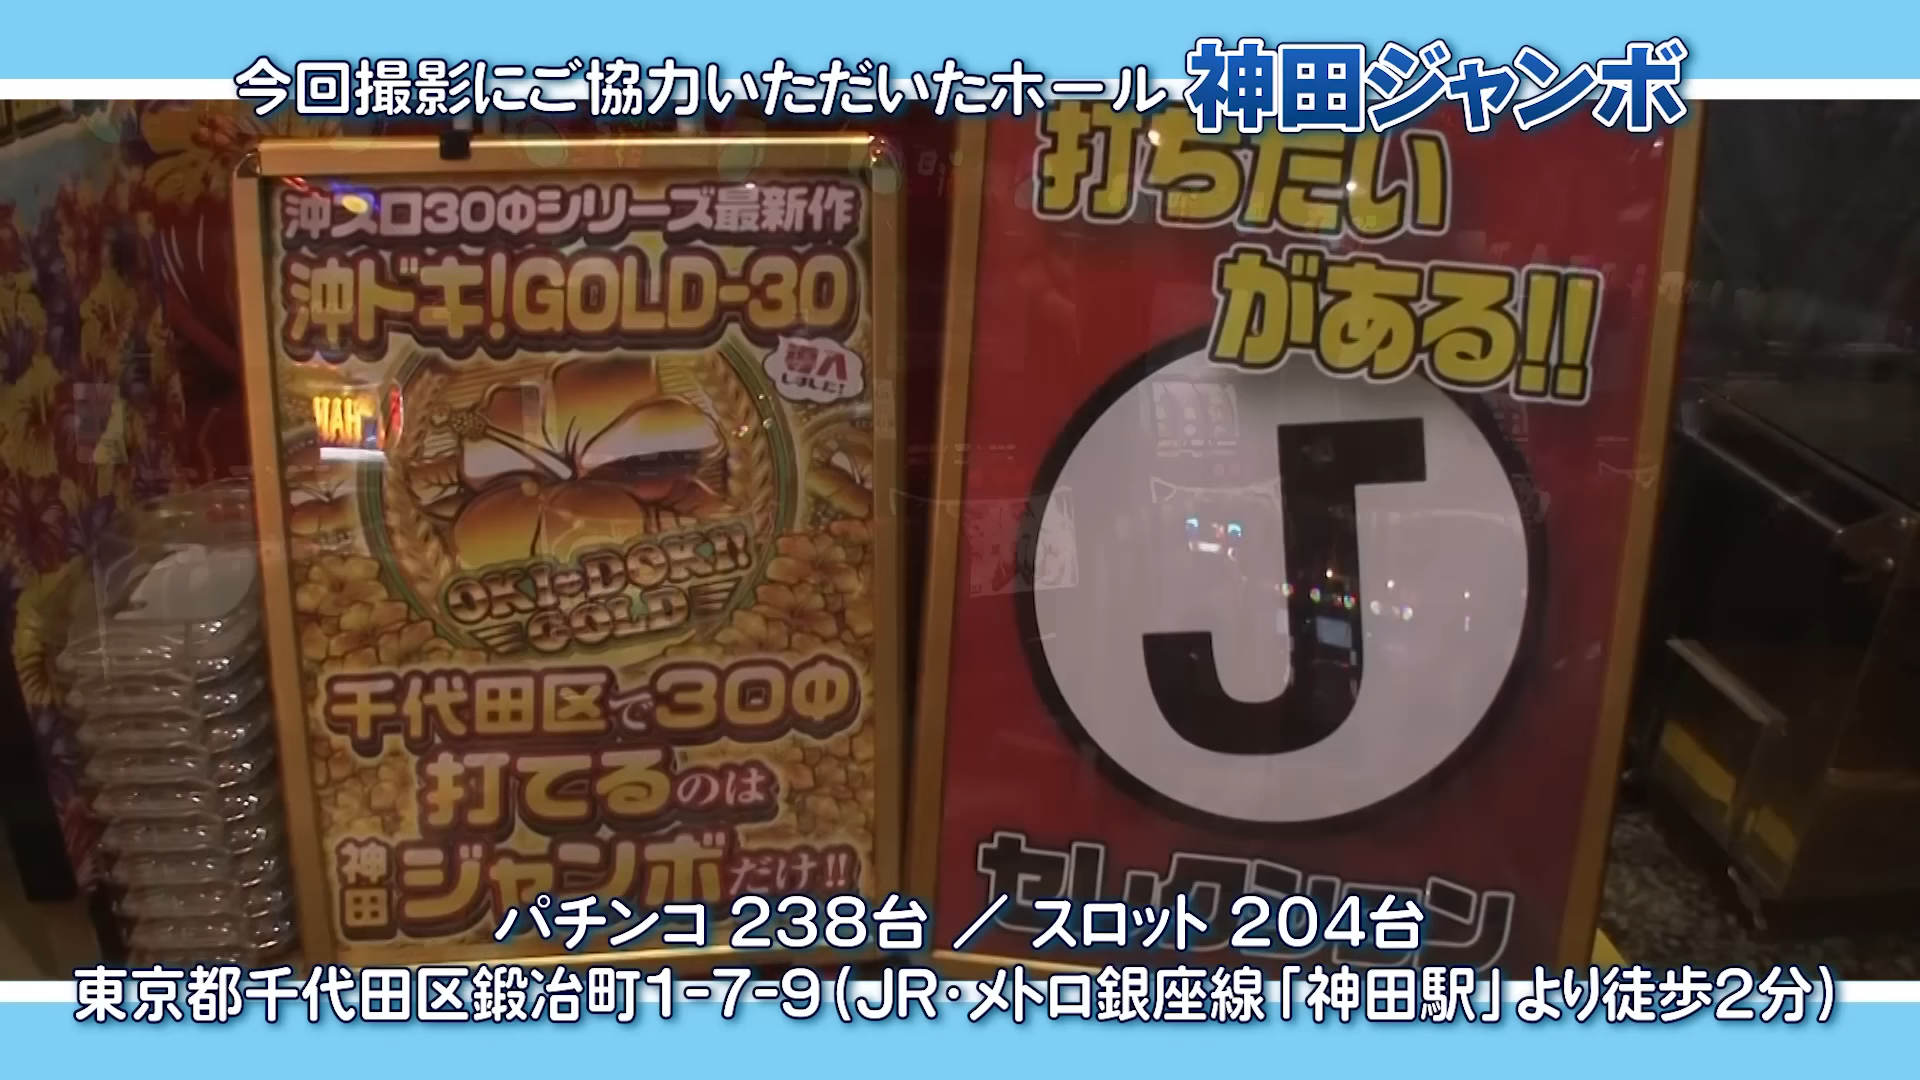 今回撮影にご協力いただいたホール 神田ジャンボ
沖スロ30Φシリーズ最新作
沖ドキ!GOLD-30
導入
しました!
OKI DOKI!!
GOLD
千代田区で30Φ
打てるのは
神田ジャンボだけ!!
打ちたい
がある!!
J
セレクション
パチンコ 238台 ／ スロット 204台
東京都千代田区鍛冶町1-7-9(JR・メトロ銀座線「神田駅」より徒歩2分)